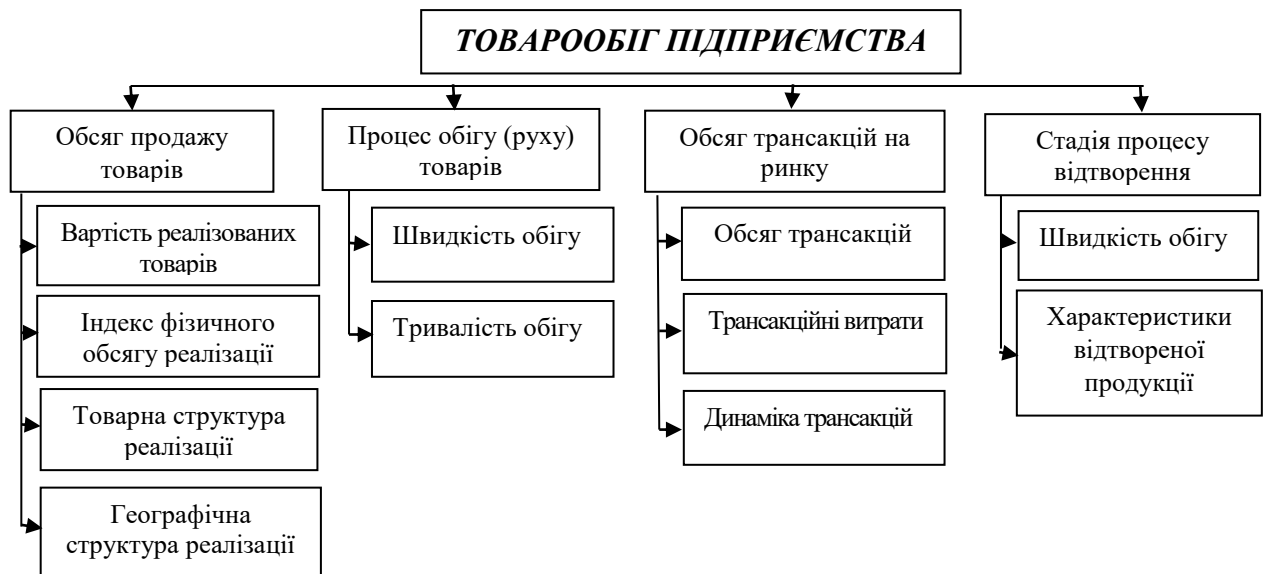 ТОВАРООБІГ ПІДПРИЄМСТВА
Обсяг продажу
товарів
Вартість реалізованих
товарів
Індекс фізичного
обсягу реалізації
Товарна структура
реалізації
Географічна
структура реалізації
Процес обігу (руху)
товарів
Швидкість обігу
Тривалість обігу
Обсяг трансакцій на
ринку
Обсяг трансакцій
Трансакційні витрати
Динаміка трансакцій
Стадія процесу
відтворення
Швидкість обігу
Характеристики
відтвореної
продукції